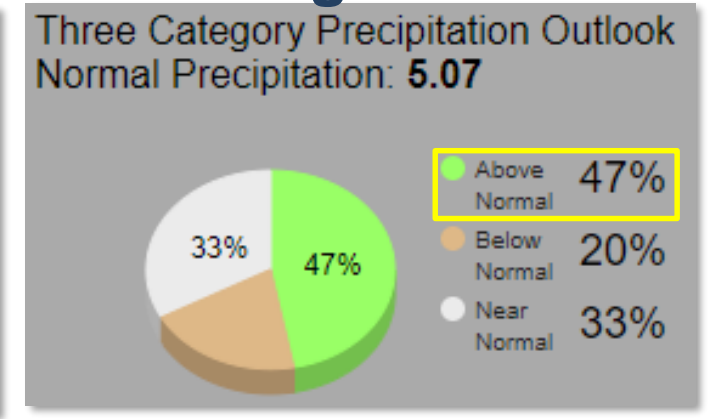 Three Category Precipitation Outlook
Normal Precipitation: 5.07
33%
47%
Above
Normal
47%
Below
Normal
20%
Near
Normal
33%